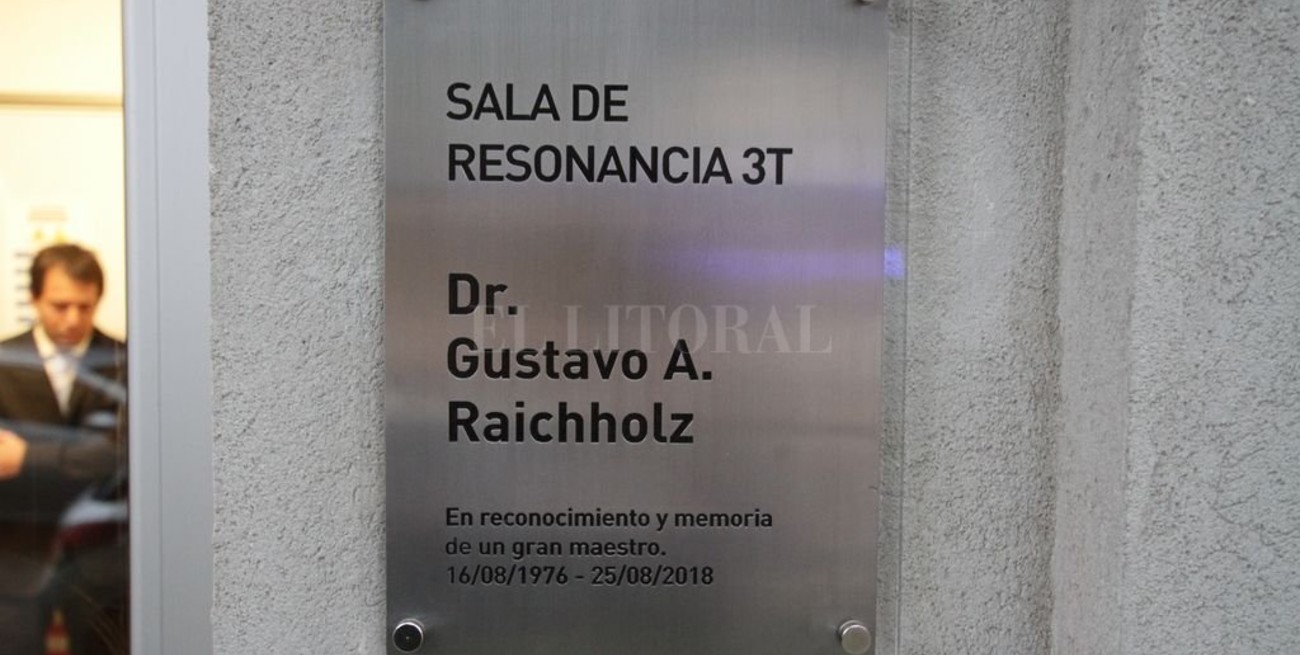 SALA DE
RESONANCIA 3T
Dr.
EL LITORAL
Gustavo A.
Raichholz
En reconocimiento y memoria
de un gran maestro.
16/08/1976 - 25/08/2018